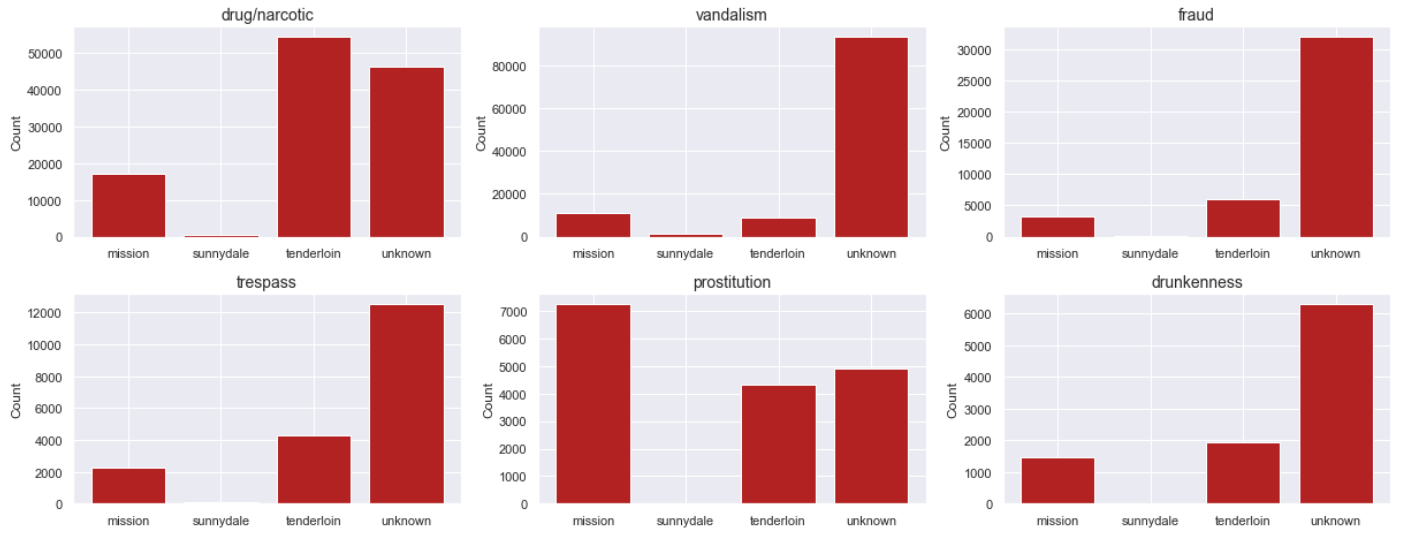 drug/narcotic
50000
40000
30000
20000
10000
0
Count
mission sunnydale tenderloin unknown
vandalism
80000
60000
40000
20000
0
Count
mission sunnydale tenderloin unknown
fraud
30000
25000
20000
15000
10000
5000
0
Count
mission sunnydale tenderloin unknown
trespass
12000
10000
8000
6000
4000
2000
0
Count
mission sunnydale tenderloin unknown
prostitution
7000
6000
5000
4000
3000
2000
1000
0
Count
mission sunnydale tenderloin unknown
drunkenness
6000
5000
4000
3000
2000
1000
0
Count
mission sunnydale tenderloin unknown